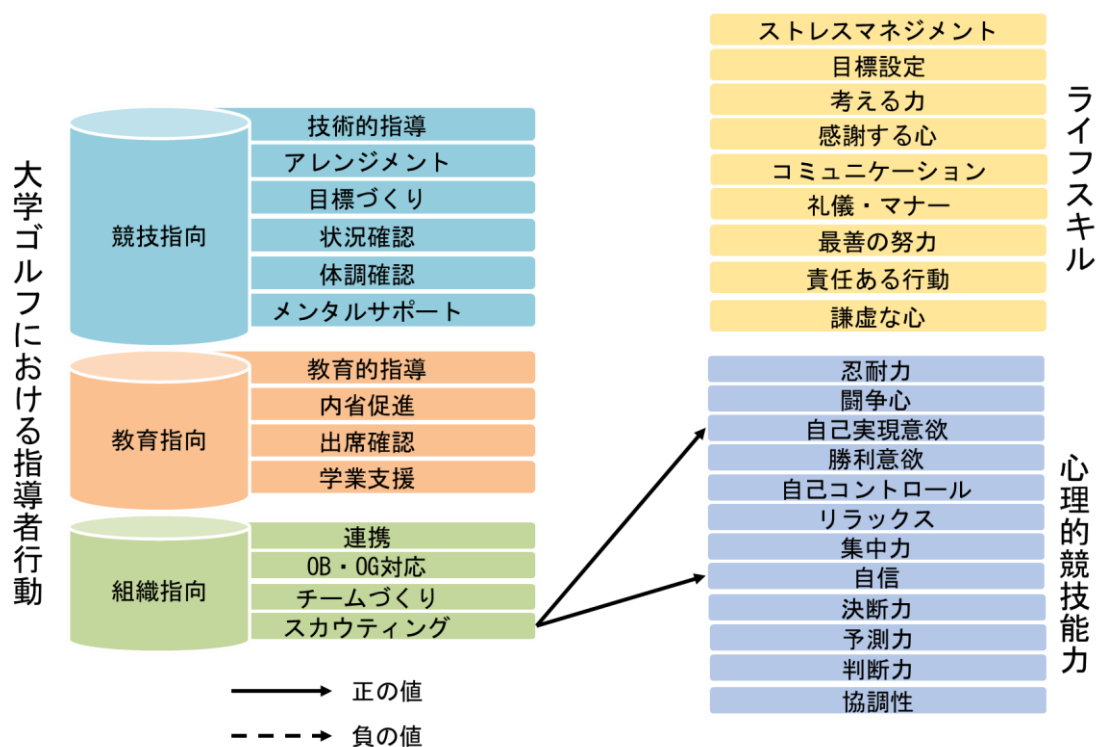 大学ゴルフにおける指導者行動
競技指向
技術的指導
アレンジメント
目標づくり
状況確認
体調確認
メンタルサポート
教育指向
教育的指導
内省促進
出席確認
学業支援
組織指向
連携
OB・OG対応
チームづくり
スカウティング
正の値
負の値
ストレスマネジメント
目標設定
考える力
感謝する心
コミュニケーション
礼儀・マナー
最善の努力
責任ある行動
謙虚な心
ライフスキル
忍耐力
闘争心
自己実現意欲
勝利意欲
自己コントロール
リラックス
集中力
自信
決断力
予測力
判断力
協調性
心理的競技能力